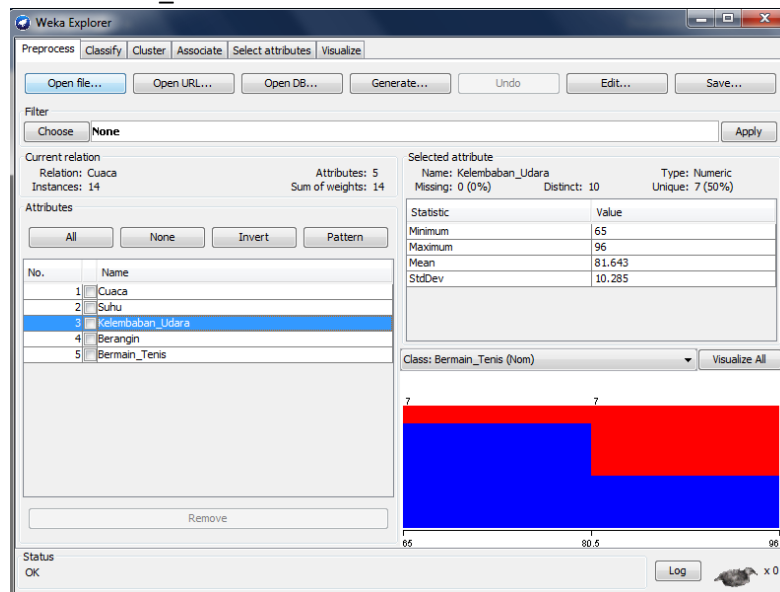 _
Weka Explorer
Preprocess Classify Cluster Associate Select attributes Visualize
Open file... Open URL... Open DB... Generate... Undo Edit... Save...
Filter
Choose None Apply
Current relation
Relation: Cuaca Attributes: 5
Instances: 14 Sum of weights: 14
Attributes
All None Invert Pattern
No. Name
1 Cuaca
2 Suhu
3 Kelembaban_Udara
4 Berangin
5 Bermain_Tenis
Remove
Selected attribute
Name: Kelembaban_Udara Type: Numeric
Missing: 0 (0%) Distinct: 10 Unique: 7 (50%)
Statistic Value
Minimum 65
Maximum 96
Mean 81.643
StdDev 10.285
Class: Bermain_Tenis (Nom) Visualize All
7 7
65 80.5 96
Status
OK
Log x 0